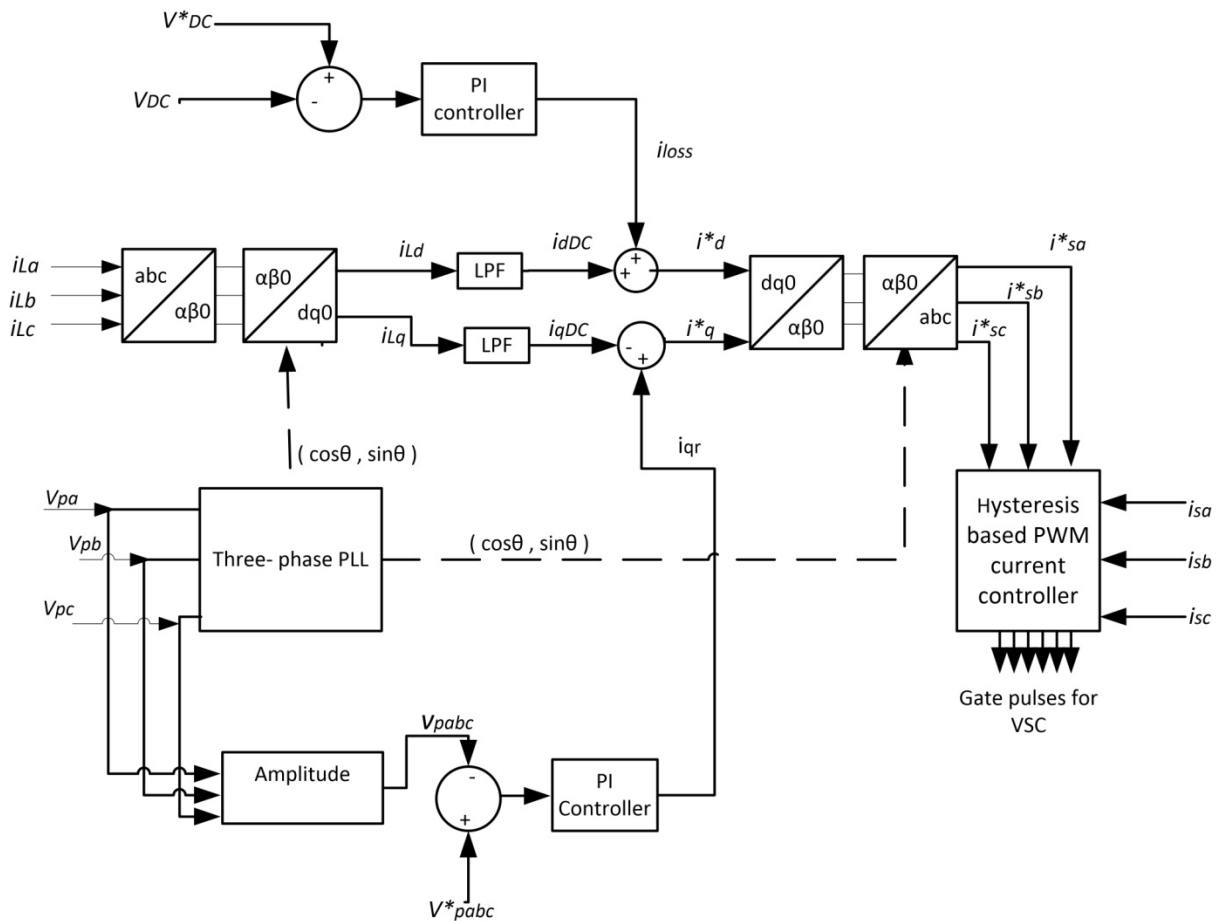 V*DC
VDC
+
-
PI
controller
iloss
iLa
iLb
iLc
abc
αβ0
αβ0
dq0
iLd
LPF
idDC
+
+
i*d
iLq
LPF
iqDC
-
+
i*q
dq0
αβ0
αβ0
abc
i*sa
i*sb
i*sc
( cosθ , sinθ )
iqr
Vpa
Vpb
Vpc
Three- phase PLL
( cosθ, sinθ )
Hysteresis
based PWM
current
controller
isa
isb
isc
Gate pulses for
VSC
Amplitude
vpabc
-
+
PI
Controller
V*pabc